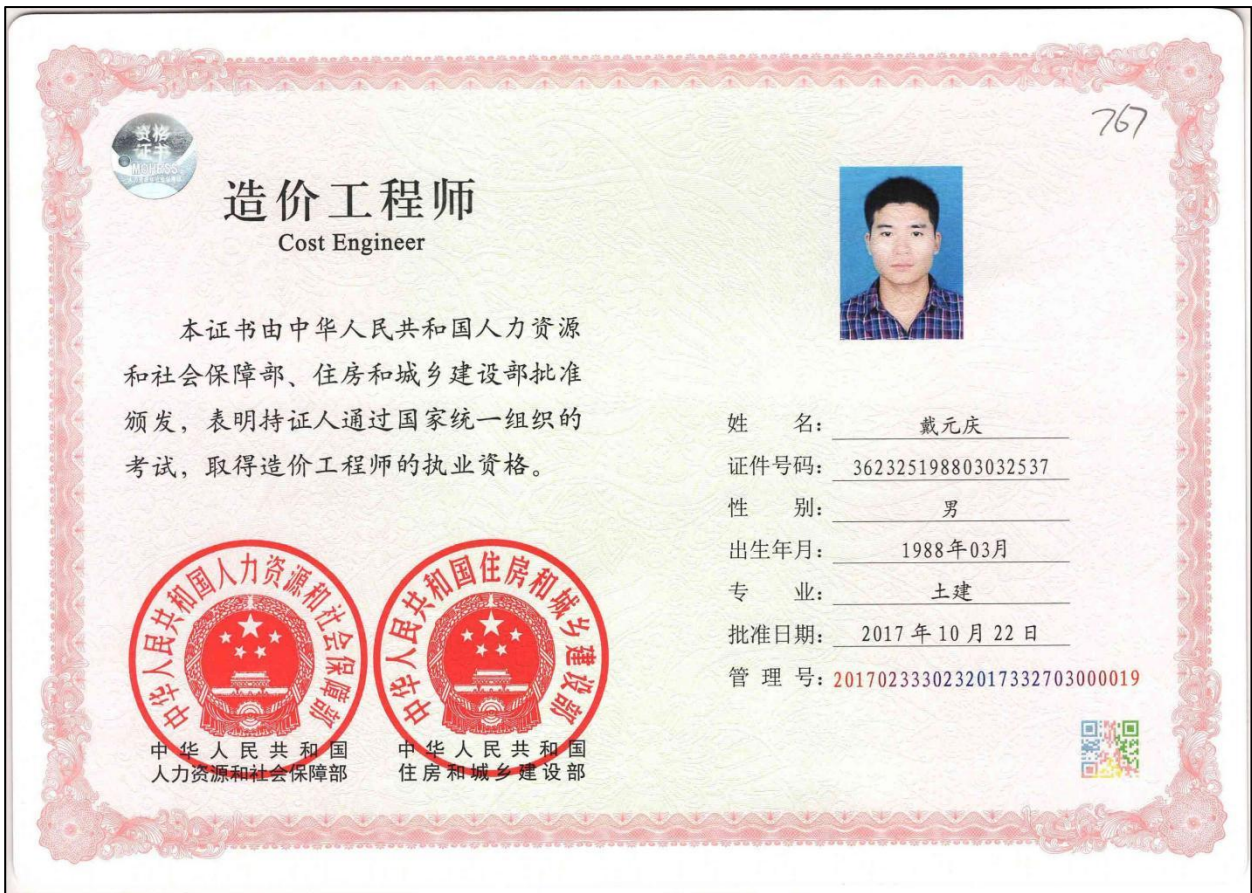 767
资格
证书
MOHRSS
造价工程师
Cost Engineer
本证书由中华人民共和国人力资源
和社会保障部、住房和城乡建设部批准
颁发，表明持证人通过国家统一组织的
考试，取得造价工程师的执业资格。
中华人民共和国人力资源和社会保障部
中华人民共和国
人力资源和社会保障部
中华人民共和国住房和城乡建设部
中华人民共和国
住房和城乡建设部
姓 名：戴元庆
证件号码：362325198803032537
性 别：男
出生年月：1988年03月
专 业：土建
批准日期：2017年10月22日
管 理 号：2017023330232017332703000019